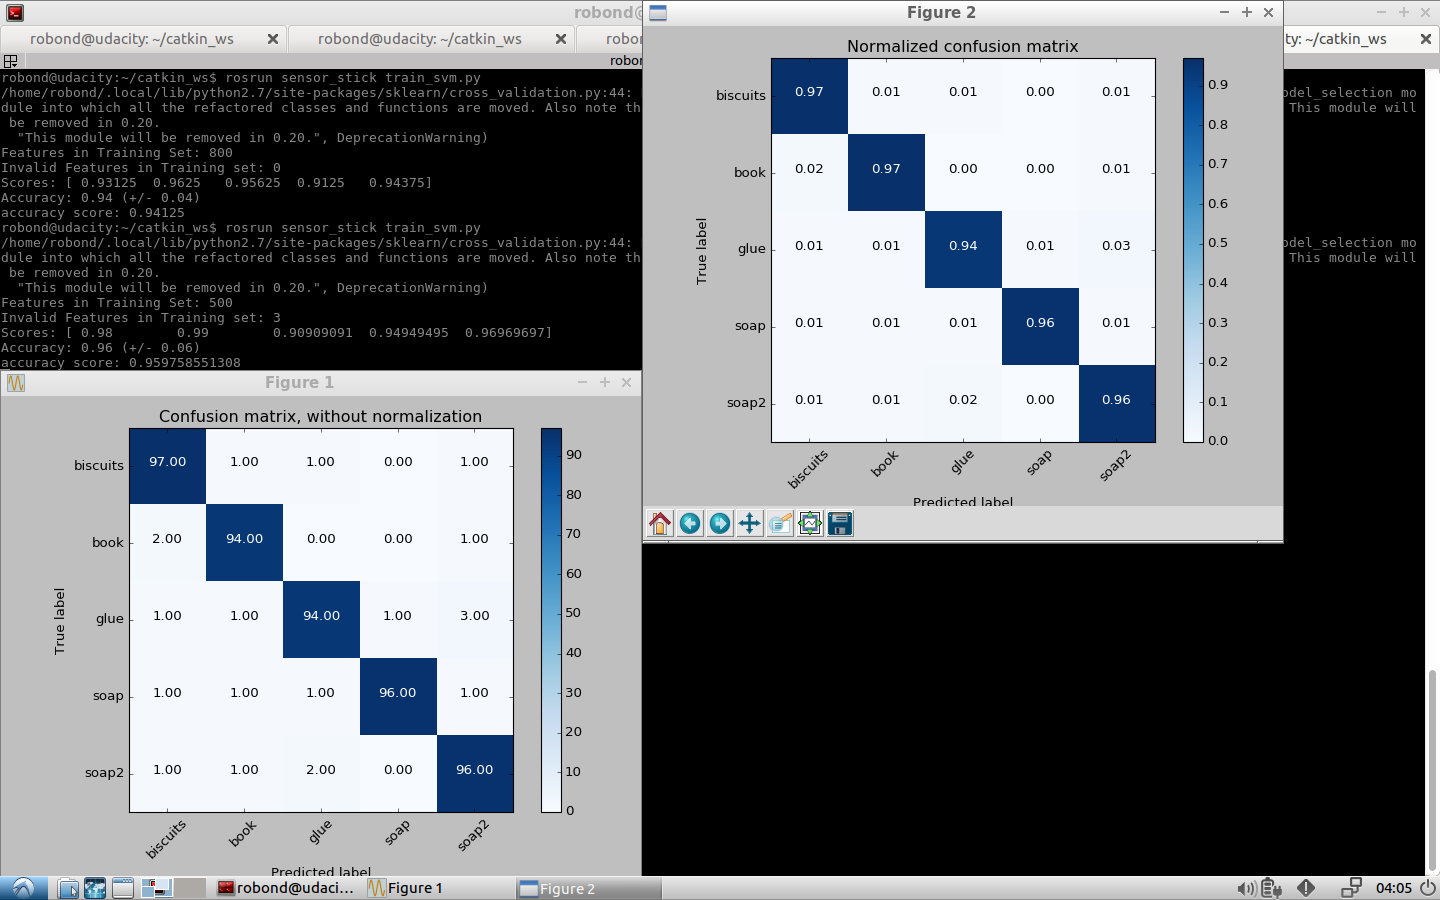 robond@
robond@udacity: ~/catkin_ws
robond@udacity: ~/catkin_ws
robon
ty: ~/catkin_ws
robon
robond@udacity:~/catkin_ws$ rosrun sensor_stick train_svm.py
/home/robond/.local/lib/python2.7/site-packages/sklearn/cross_validation.py:44:
odel_selection mo
dule into which all the refactored classes and functions are moved. Also note th
This module will
be removed in 0.20.
"This module will be removed in 0.20.", DeprecationWarning)
Features in Training Set: 800
Invalid Features in Training set: 0
Scores: [ 0.93125  0.9625   0.95625  0.9125   0.94375]
Accuracy: 0.94 (+/- 0.04)
accuracy score: 0.94125
robond@udacity:~/catkin_ws$ rosrun sensor_stick train_svm.py
/home/robond/.local/lib/python2.7/site-packages/sklearn/cross_validation.py:44:
odel_selection mo
dule into which all the refactored classes and functions are moved. Also note th
This module will
be removed in 0.20.
"This module will be removed in 0.20.", DeprecationWarning)
Features in Training Set: 500
Invalid Features in Training set: 3
Scores: [ 0.98        0.99        0.90909091  0.94949495  0.96969697]
Accuracy: 0.96 (+/- 0.06)
accuracy score: 0.959758551308
Figure 2
Normalized confusion matrix
True label
biscuits 0.97 0.01 0.01 0.00 0.01
book 0.02 0.97 0.00 0.00 0.01
glue 0.01 0.01 0.94 0.01 0.03
soap 0.01 0.01 0.01 0.96 0.01
soap2 0.01 0.01 0.02 0.00 0.96
biscuits book glue soap soap2
Predicted label
0.9
0.8
0.7
0.6
0.5
0.4
0.3
0.2
0.1
0.0
Figure 1
Confusion matrix, without normalization
True label
biscuits 97.00 1.00 1.00 0.00 1.00
book 2.00 94.00 0.00 0.00 1.00
glue 1.00 1.00 94.00 1.00 3.00
soap 1.00 1.00 1.00 96.00 1.00
soap2 1.00 1.00 2.00 0.00 96.00
biscuits book glue soap soap2
Predicted label
90
80
70
60
50
40
30
20
10
0
robond@udaci... Figure 1 Figure 2 04:05